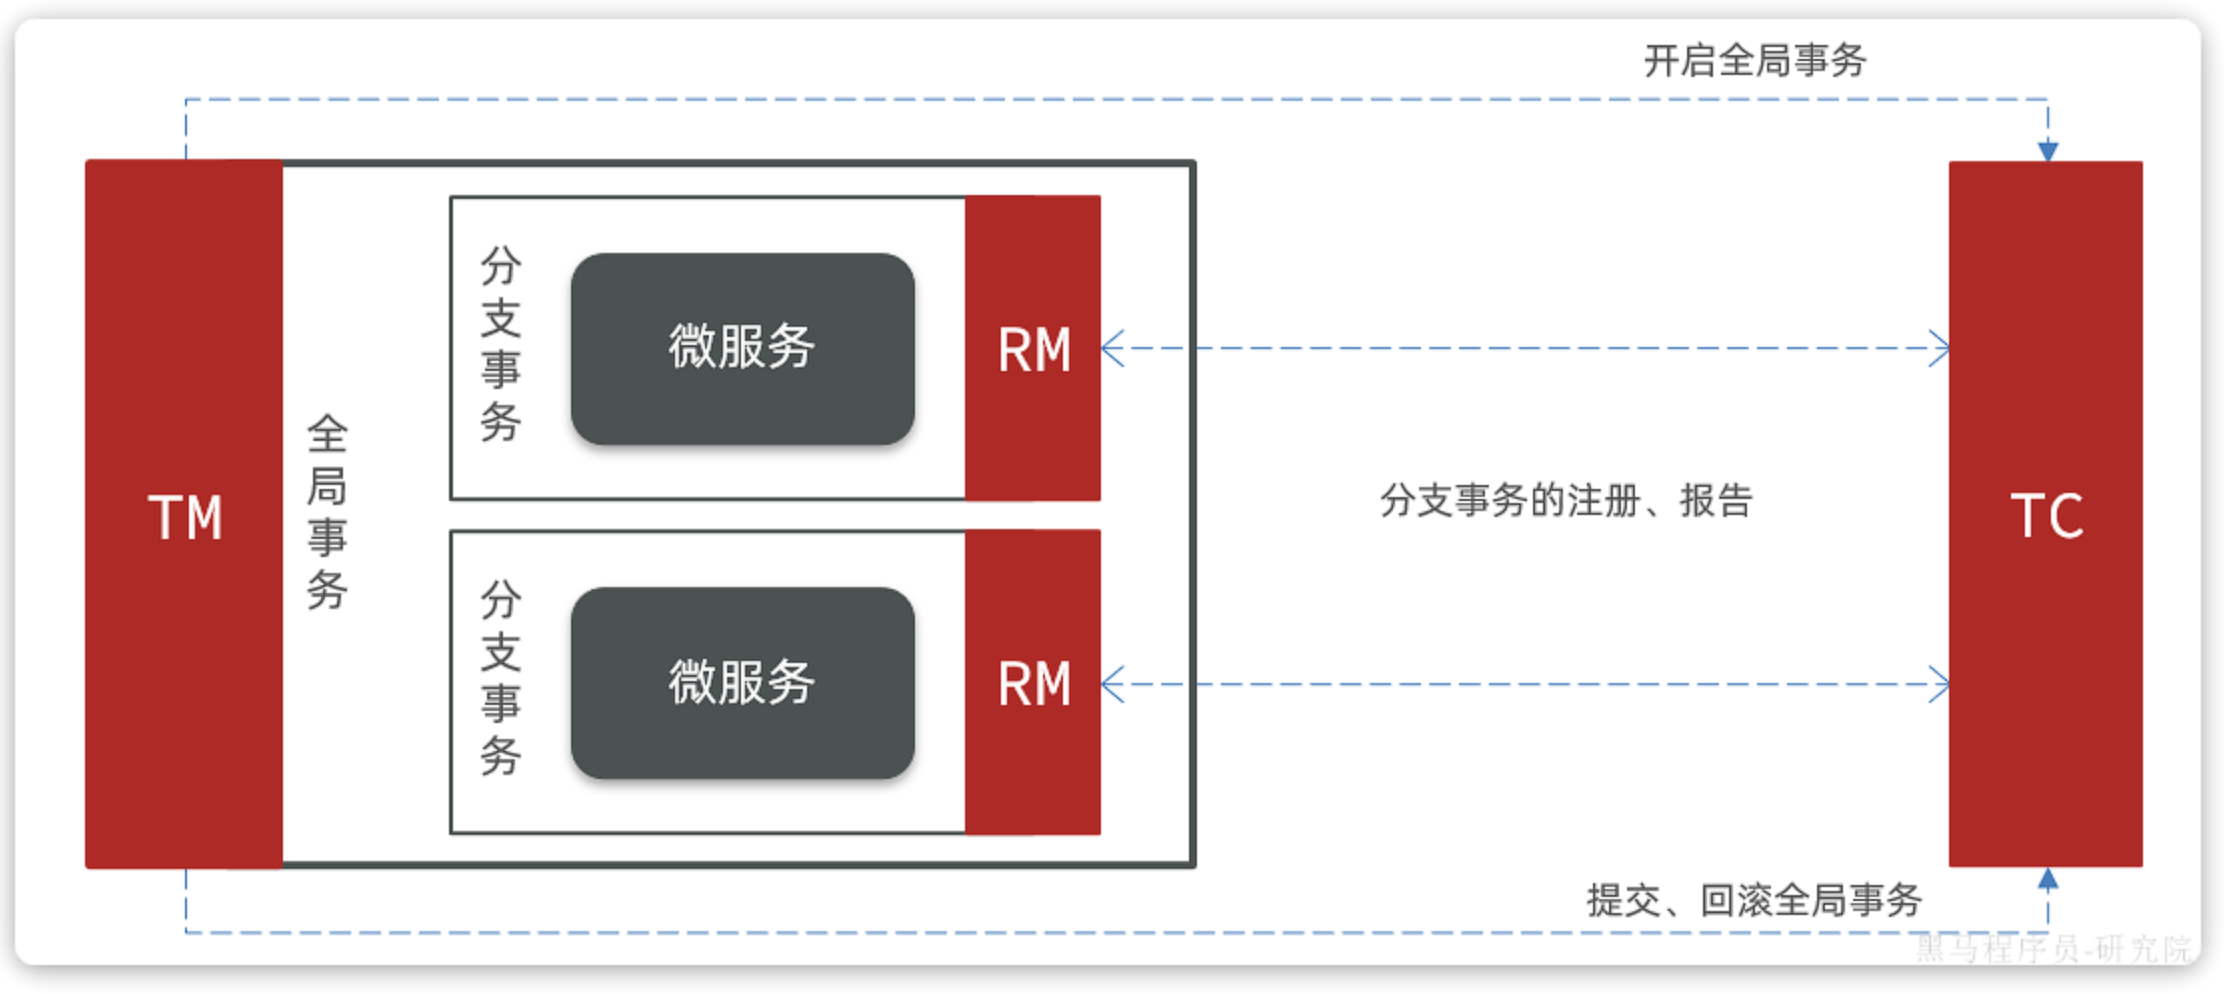 开启全局事务
TM
全局事务
分支事务
微服务
RM
分支事务
微服务
RM
分支事务的注册、报告
TC
提交、回滚全局事务
黑马程序员-研究院